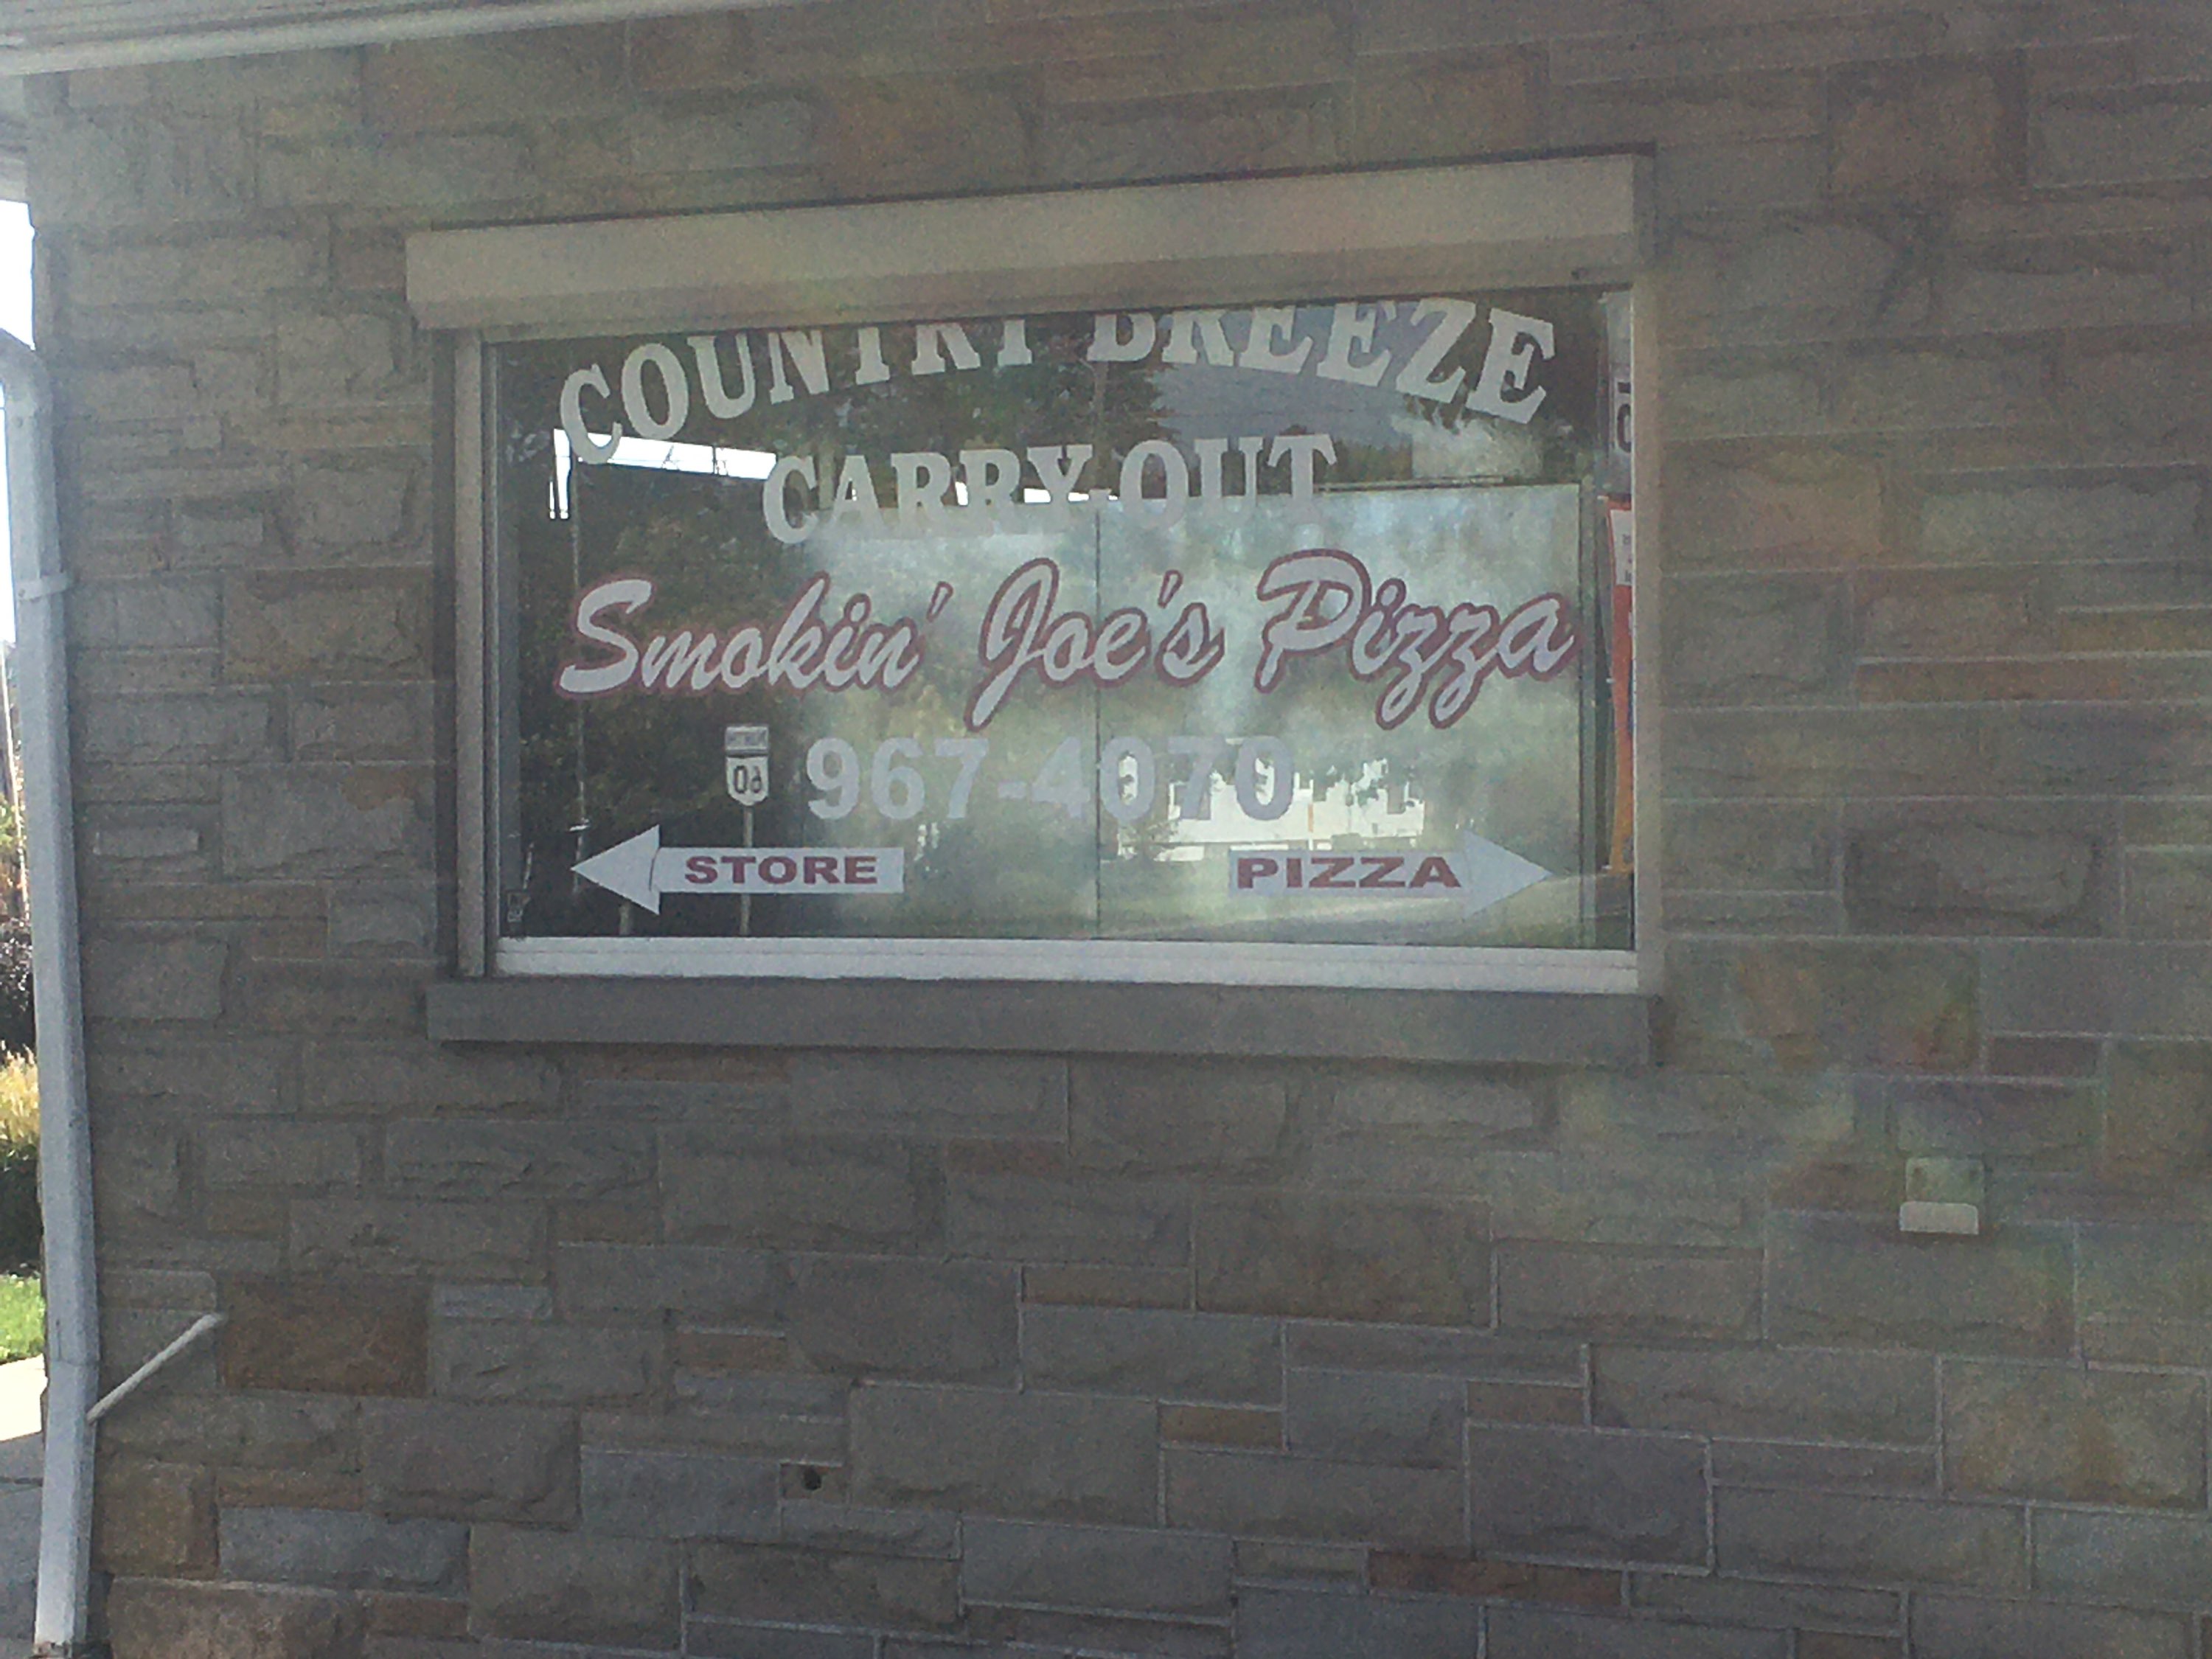 COUNTRY BREEZE
CARRY-OUT
Smokin' Joe's Pizza
967-4070
STORE
PIZZA